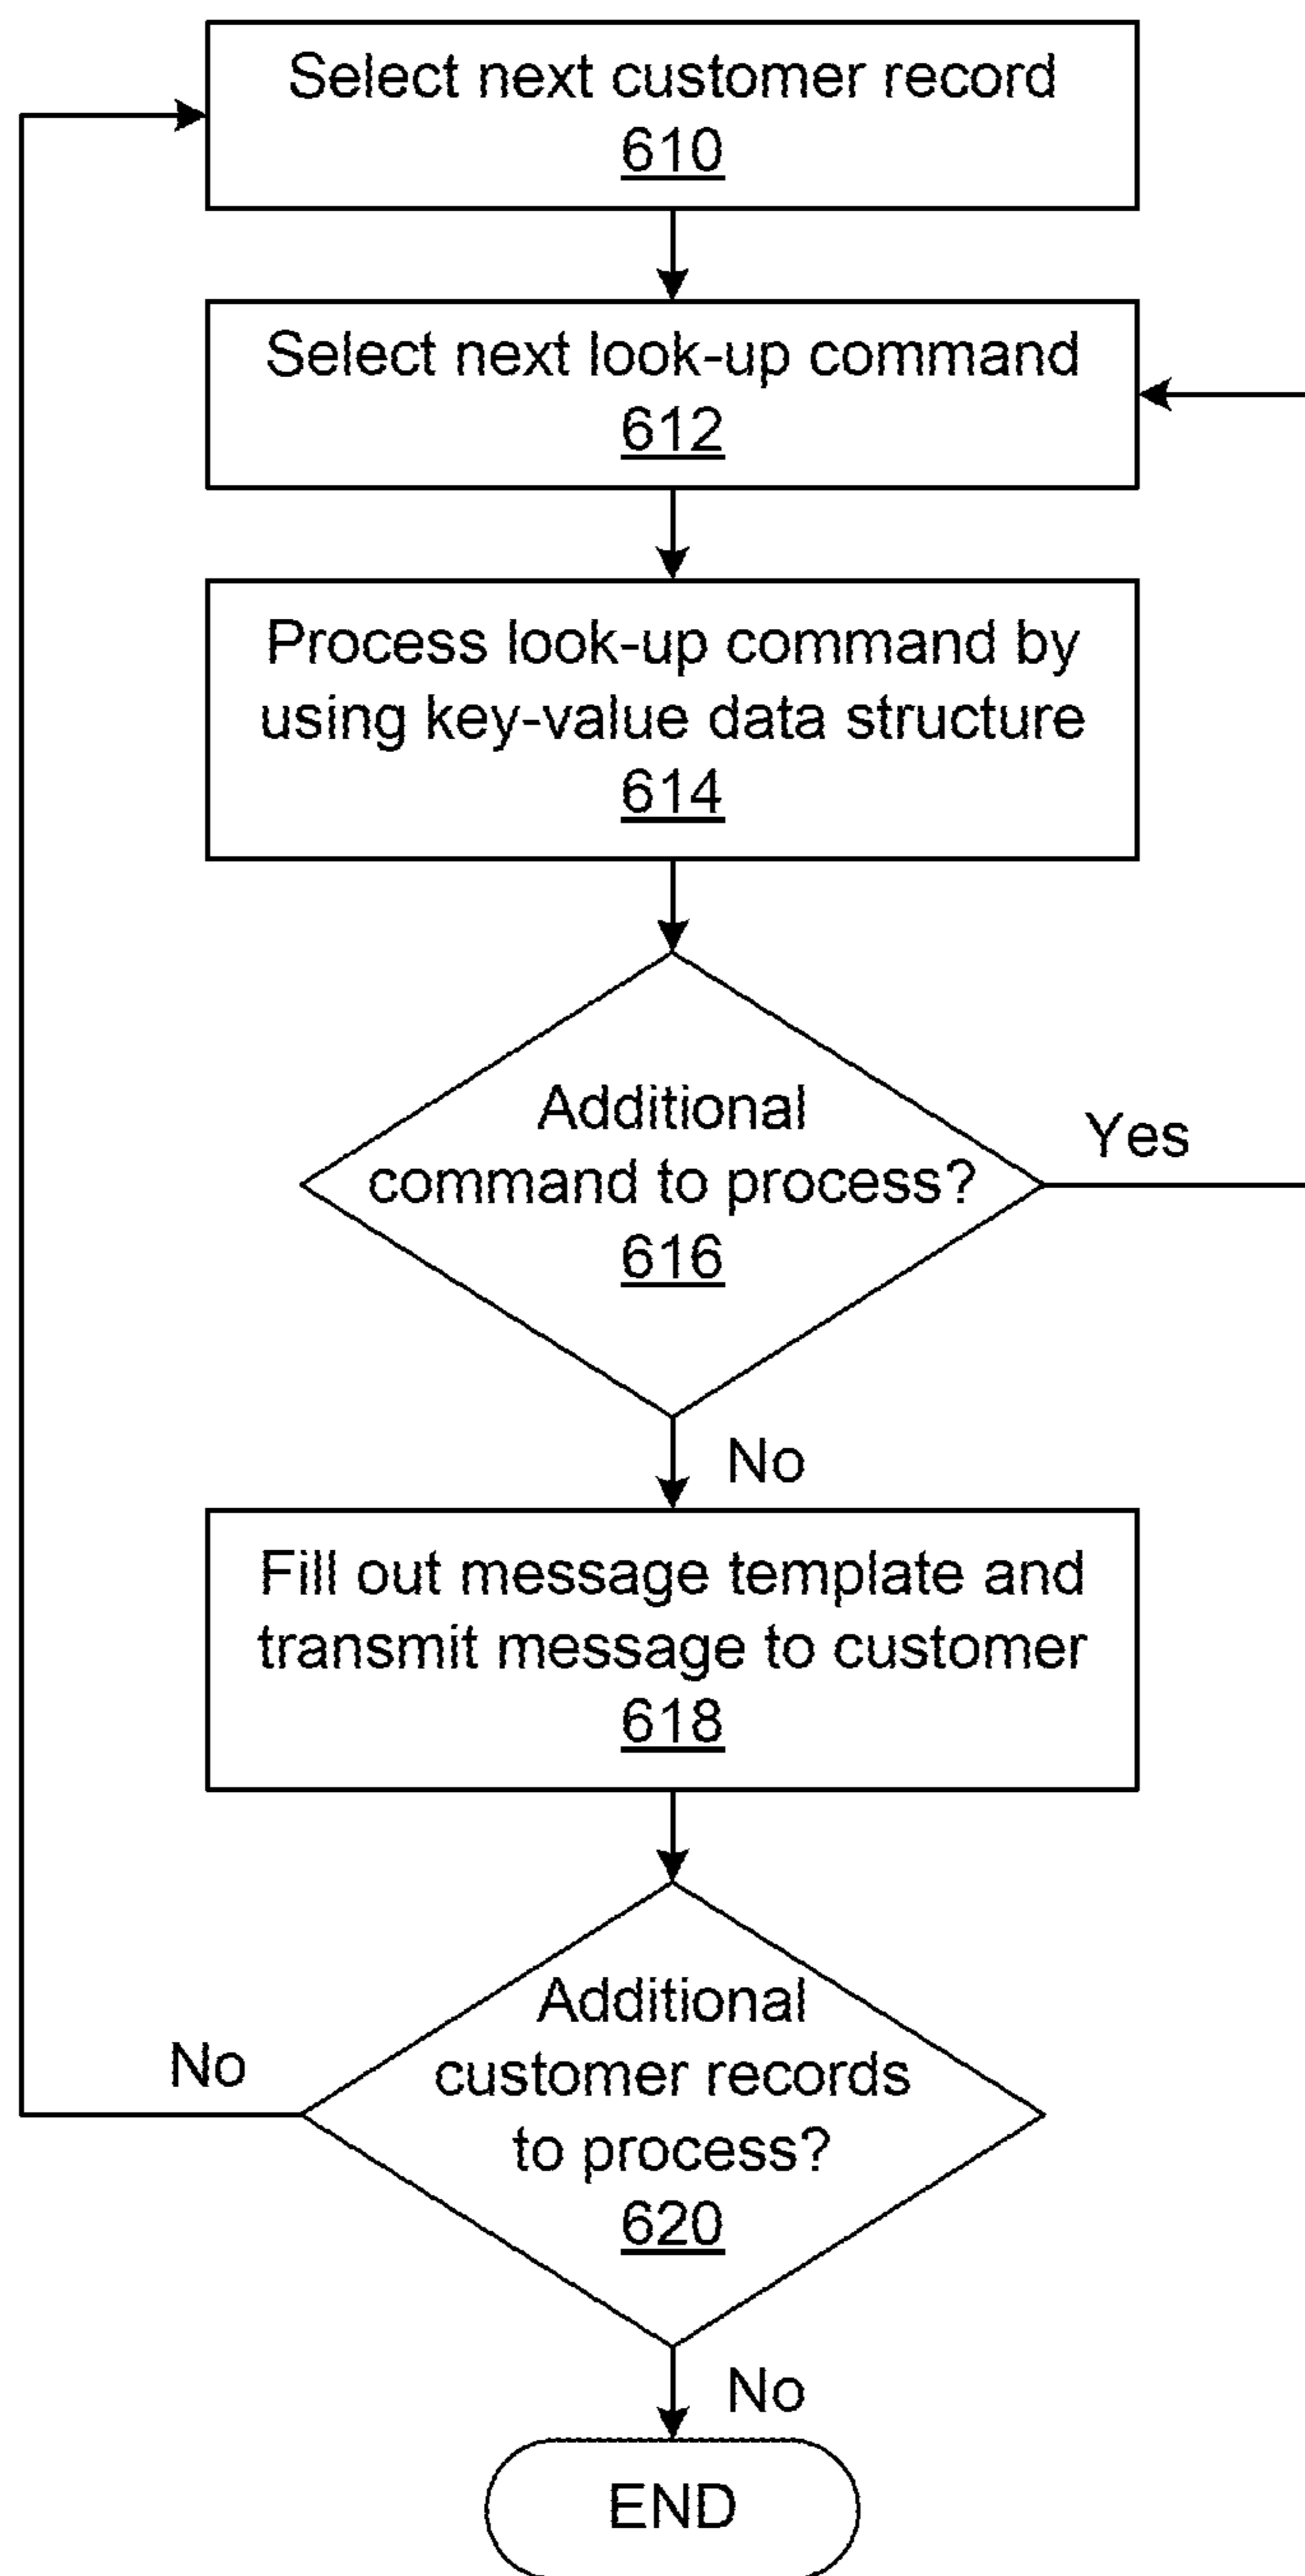 Select next customer record
610
Select next look-up command
612
Process look-up command by
using key-value data structure
614
Additional
command to process?
616
Yes
No
Fill out message template and
transmit message to customer
618
Additional
customer records
to process?
620
No
No
END